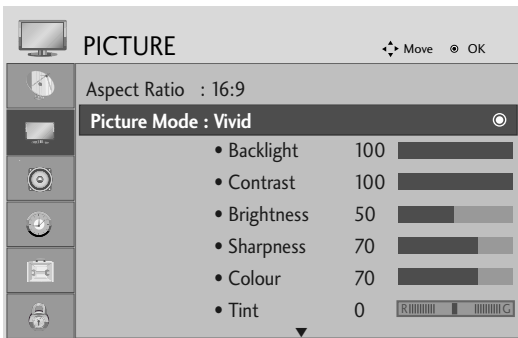 PICTURE
Move OK
Aspect Ratio : 16:9
Picture Mode : Vivid
• Backlight 100
• Contrast 100
• Brightness 50
• Sharpness 70
• Colour 70
• Tint 0 R G